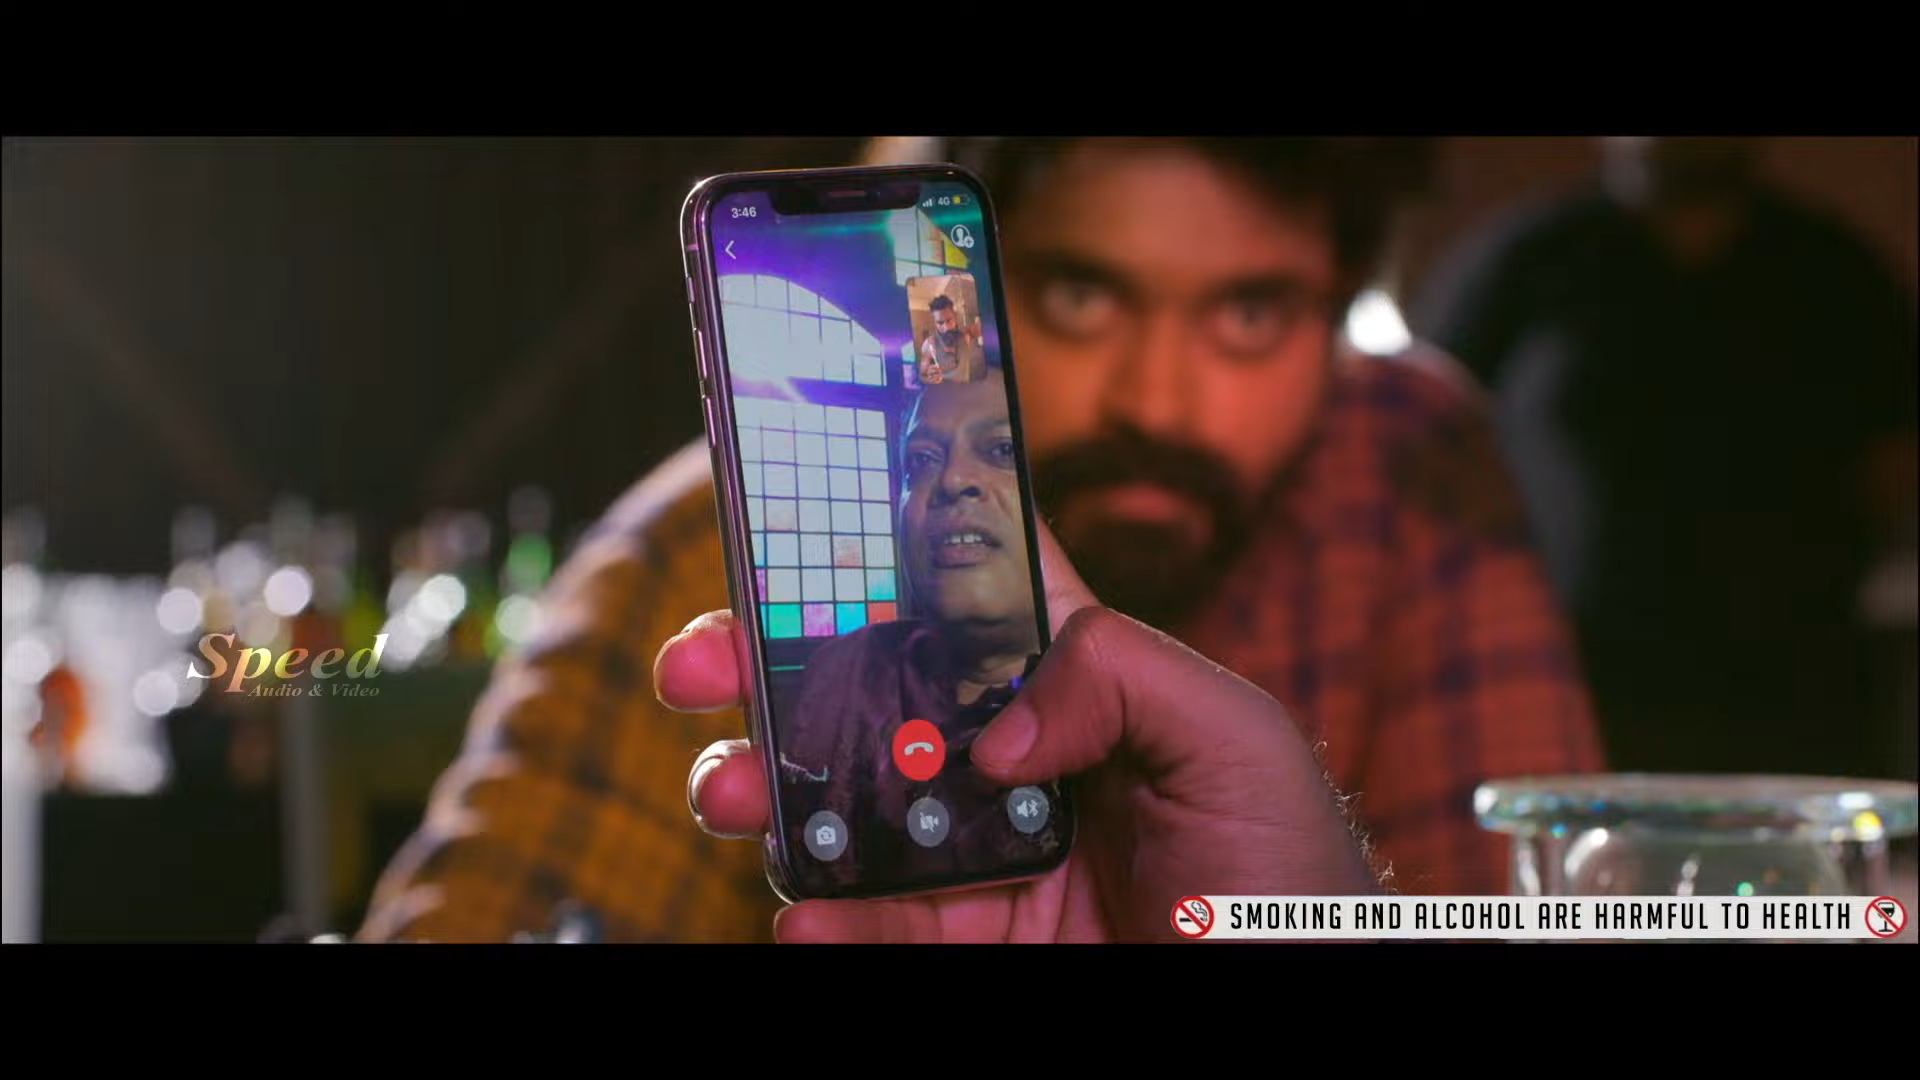 3:46
4G
Speed
Audio & Video
SMOKING AND ALCOHOL ARE HARMFUL TO HEALTH